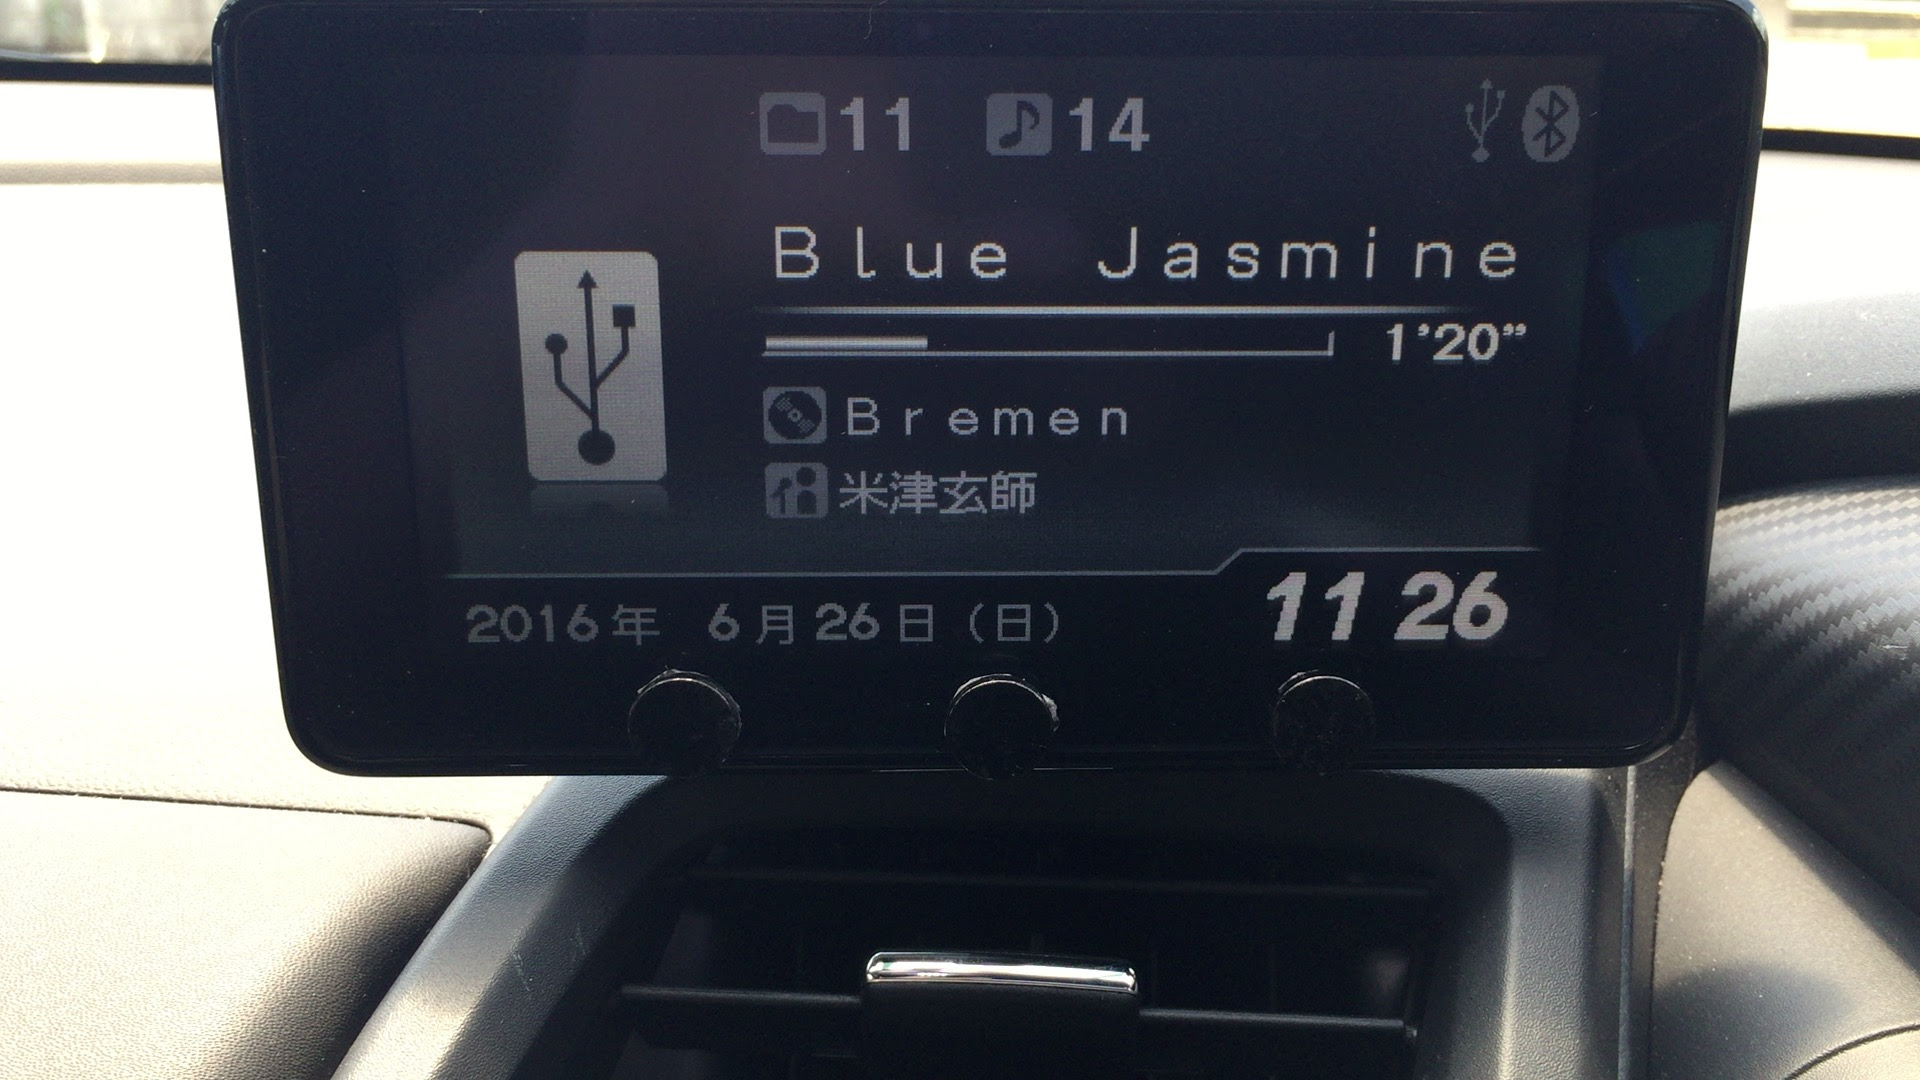 11 14
Blue Jasmine
1'20"
Bremen
米津玄師
2016年 6月26日(日) 11 26